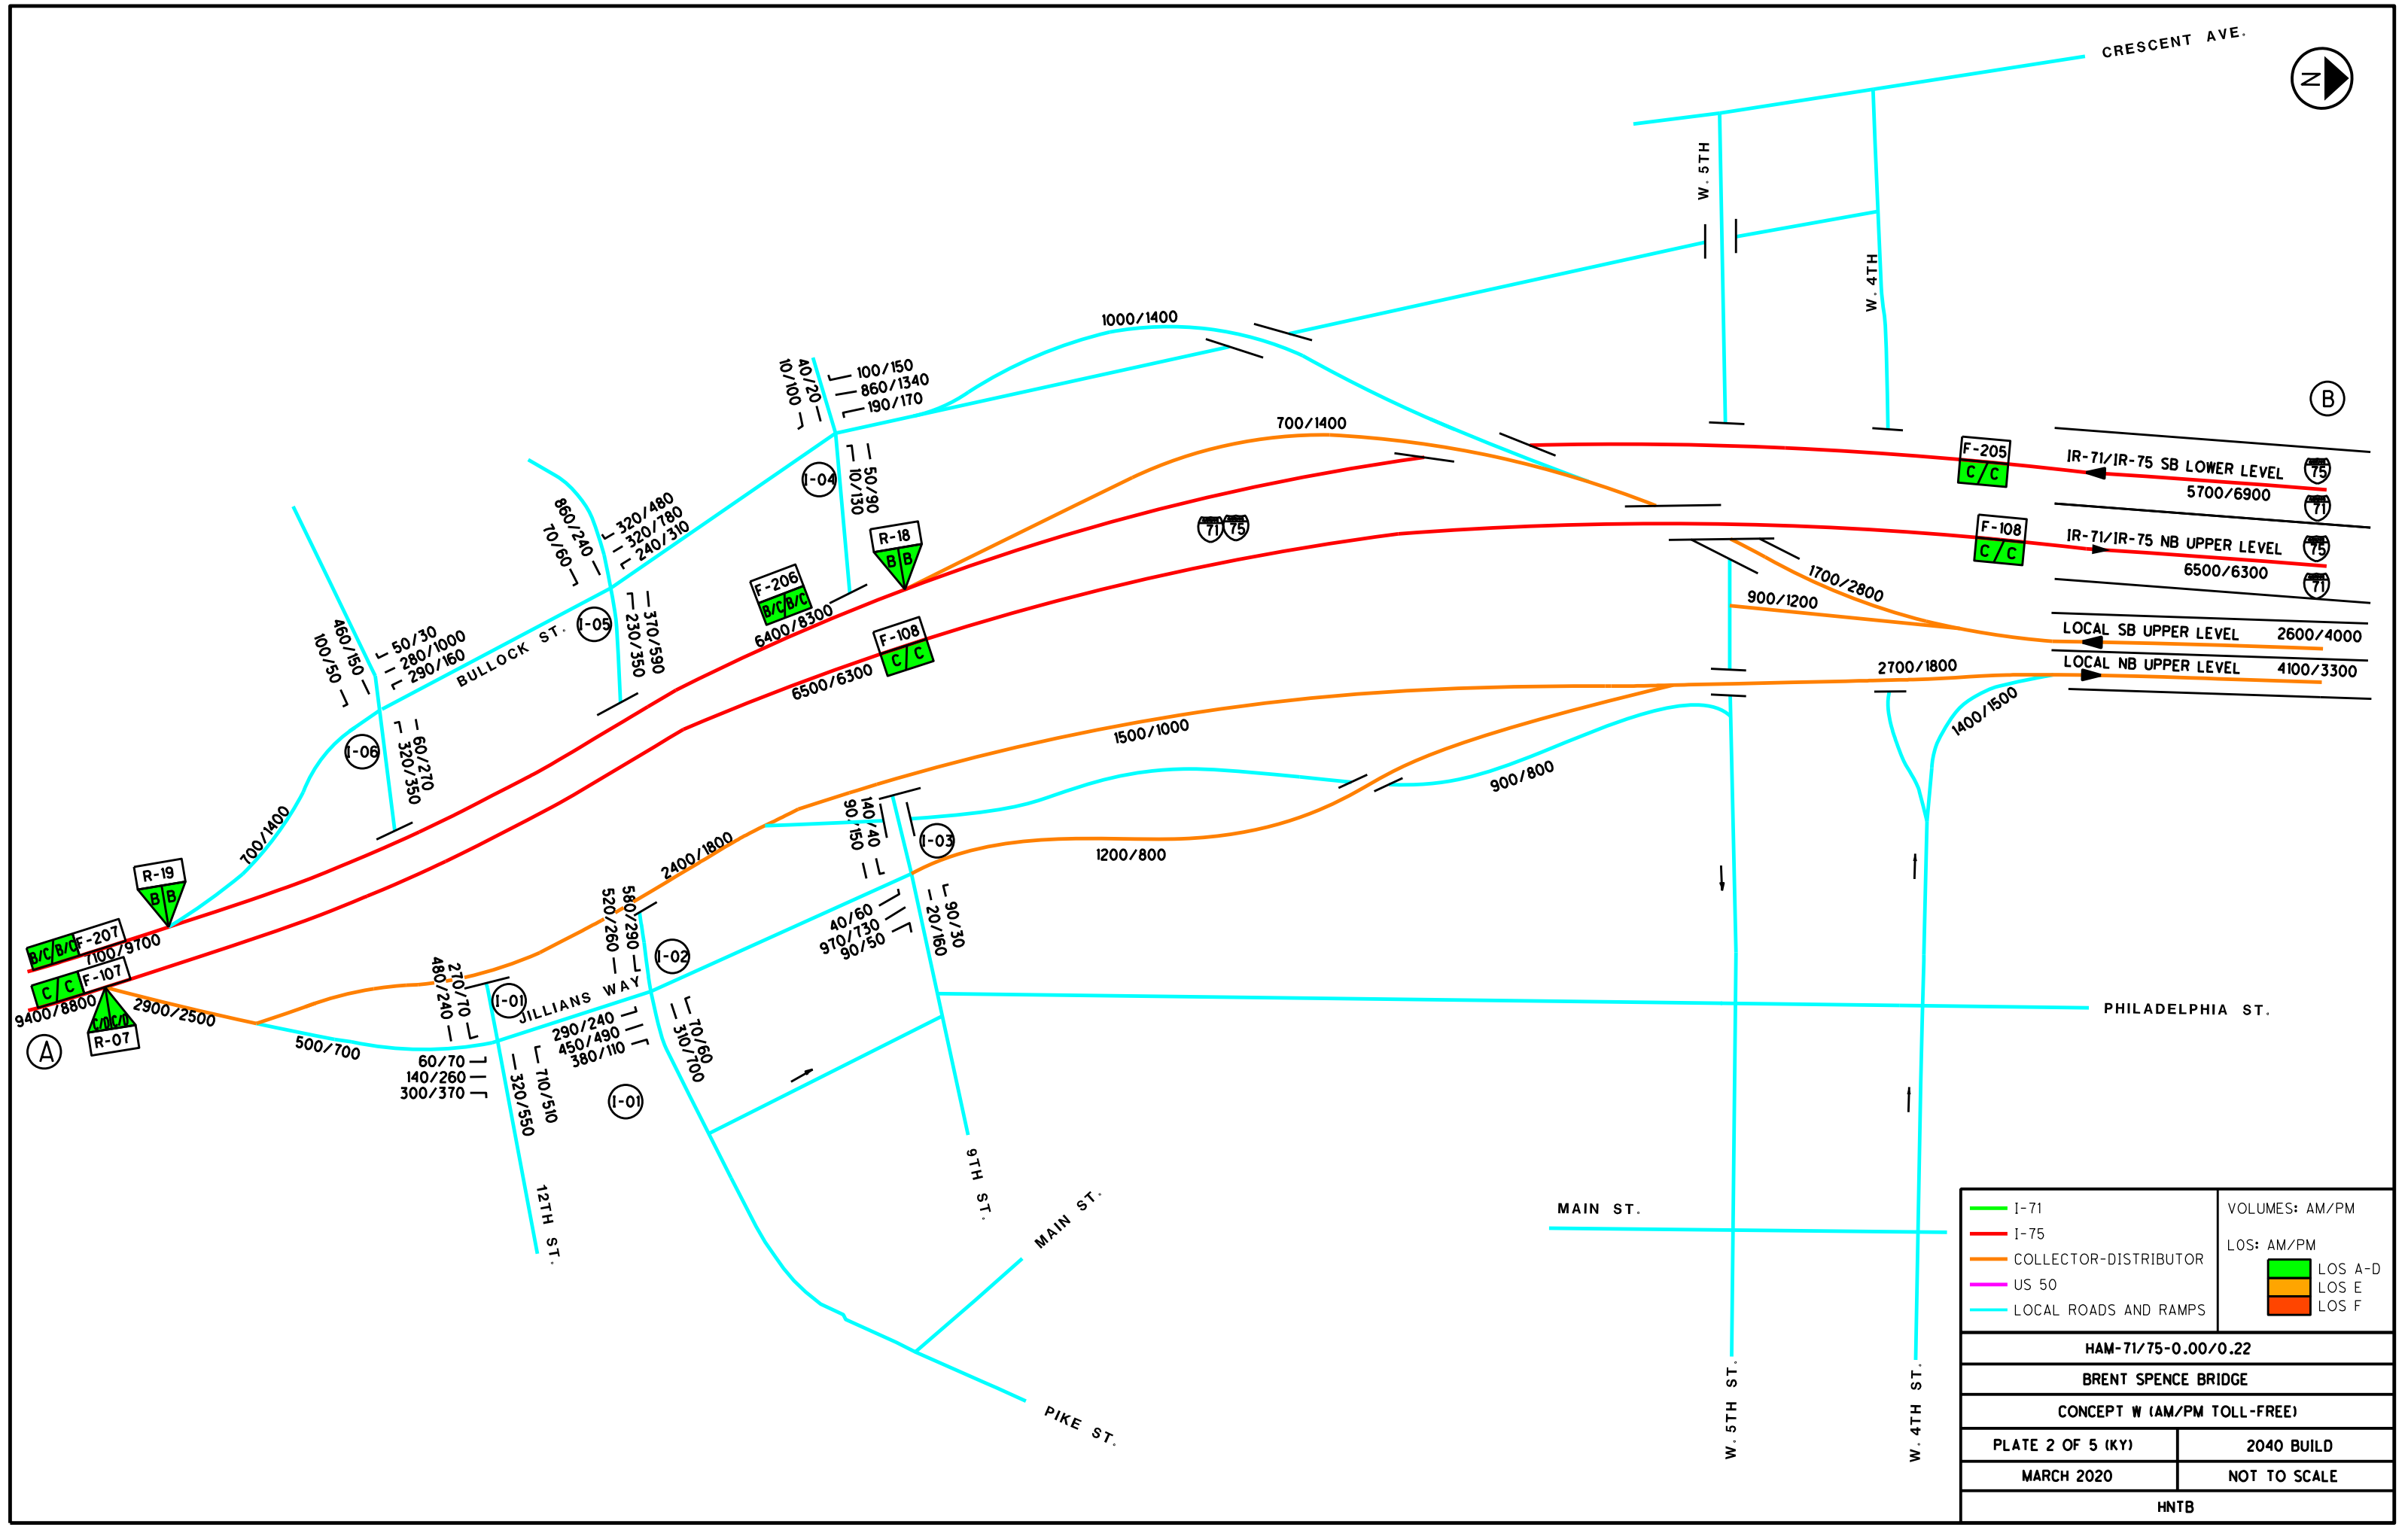 CRESCENT AVE.
N
W. 5TH
W. 4TH
B
1000/1400
100/150
860/1340
190/170
40/20
10/100
I-04
50/90
10/130
700/1400
F-205
C/C
IR-71/IR-75 SB LOWER LEVEL
75
5700/6900
71
F-108
C/C
IR-71/IR-75 NB UPPER LEVEL
75
6500/6300
71
71
75
R-18
B B
F-206
B/C B/C
6400/8300
F-108
C/C
6500/6300
860/240
70/60
320/480
320/780
240/310
I-05
370/590
230/350
1700/2800
900/1200
LOCAL SB UPPER LEVEL 2600/4000
LOCAL NB UPPER LEVEL 4100/3300
2700/1800
1400/1500
460/150
100/50
50/30
280/1000
290/160
BULLOCK ST.
I-06
60/270
320/350
1500/1000
900/800
700/1400
140/40
90/150
I-03
1200/800
2400/1800
R-19
B B
F-207
B/C/B/C
7100/9700
F-107
C/C
9400/8800
2900/2500
C/D C/D
R-07
A
500/700
270/70
480/240
I-01
JILLIANS WAY
580/290
520/260
I-02
40/60
970/730
90/50
90/30
20/160
60/70
140/260
300/370
710/510
320/550
290/240
450/490
380/110
70/60
310/700
I-01
PHILADELPHIA ST.
12TH ST.
9TH ST.
MAIN ST.
PIKE ST.
MAIN ST.
W. 5TH ST.
W. 4TH ST.
I-71
I-75
COLLECTOR-DISTRIBUTOR
US 50
LOCAL ROADS AND RAMPS
VOLUMES: AM/PM
LOS: AM/PM
LOS A-D
LOS E
LOS F
HAM-71/75-0.00/0.22
BRENT SPENCE BRIDGE
CONCEPT W (AM/PM TOLL-FREE)
PLATE 2 OF 5 (KY) 2040 BUILD
MARCH 2020 NOT TO SCALE
HNTB